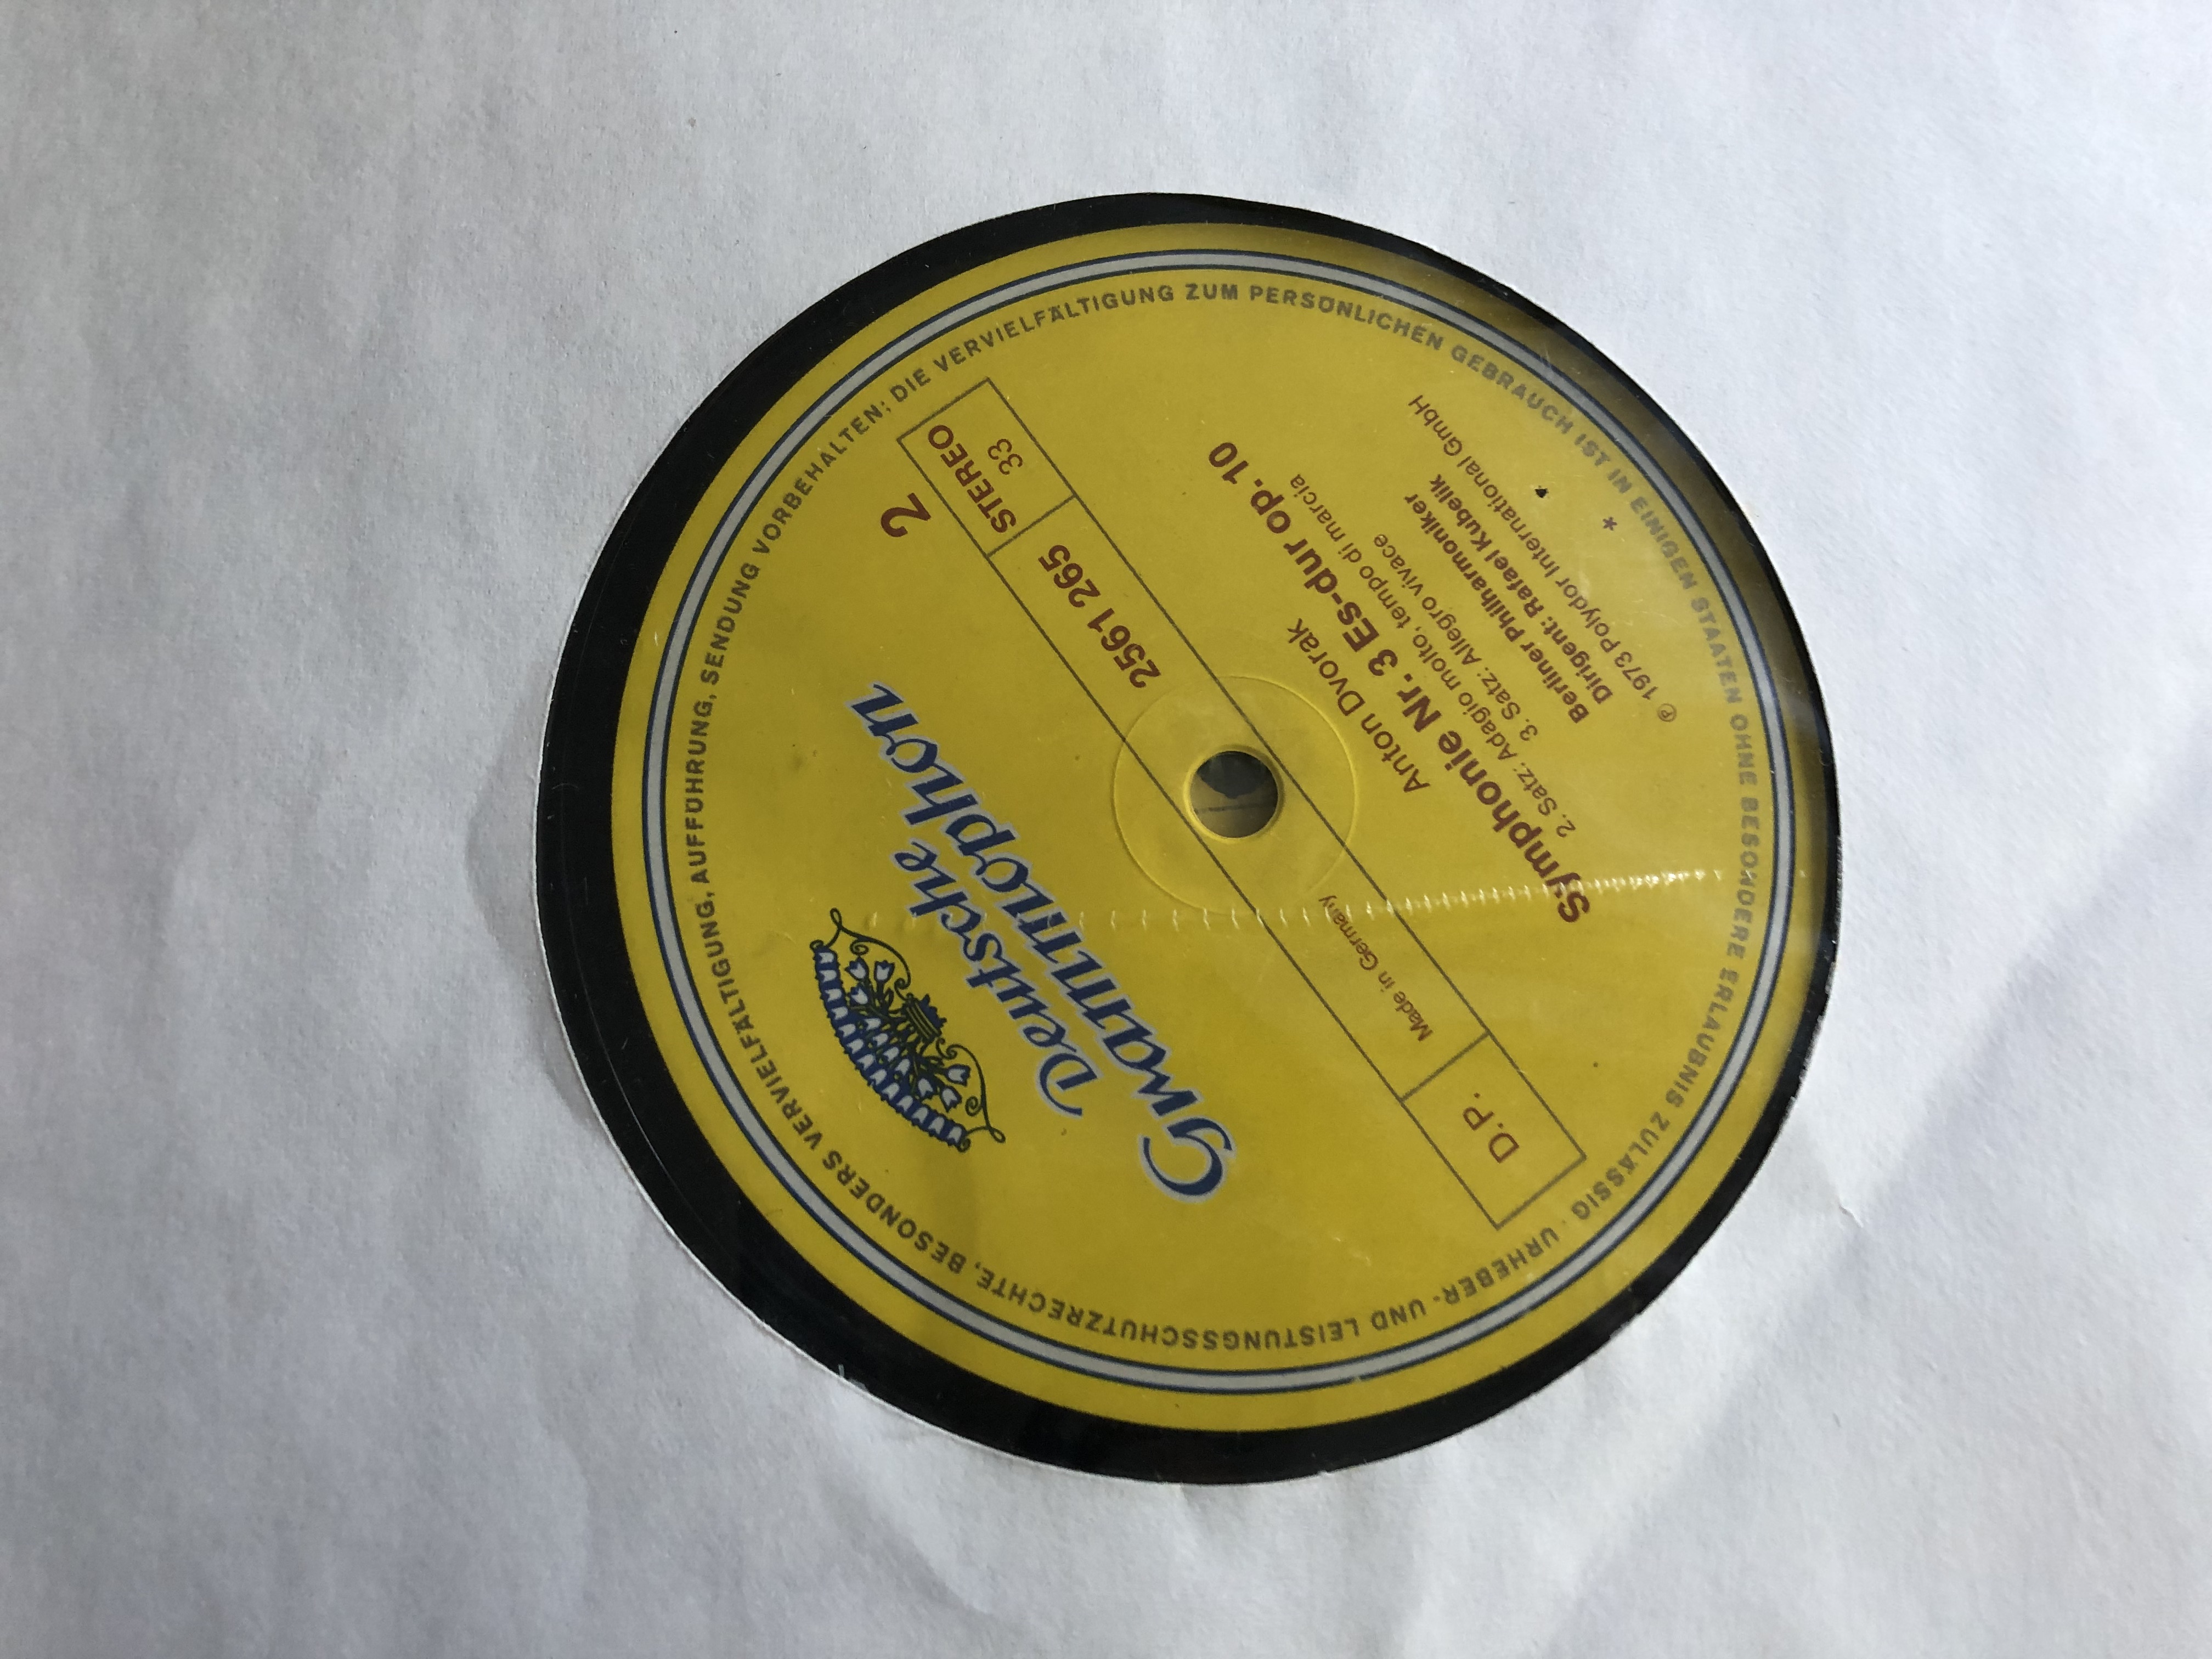 Deutsche
Grammophon
2
STEREO
33
2561 265
Made in Germany
D.P.
Anton Dvorak
Symphonie Nr. 3 Es-dur op. 10
2. Satz: Adagio molto, tempo di marcia
3. Satz: Allegro vivace
Berliner Philharmoniker
Dirigent: Rafael Kubelik
℗ 1973 Polydor International GmbH
*
URHEBER- UND LEISTUNGSSCHUTZRECHTE, BESONDERS VERVIELFÄLTIGUNG, AUFFÜHRUNG, SENDUNG VORBEHALTEN; DIE VERVIELFÄLTIGUNG ZUM PERSÖNLICHEN GEBRAUCH IST IN EINIGEN STAATEN OHNE BESONDERE ERLAUBNIS ZULÄSSIG ·